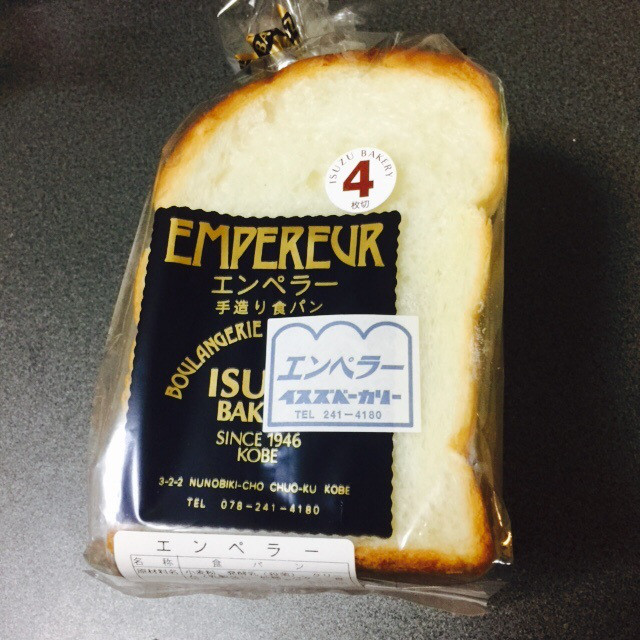 ISUZU BAKERY
4
枚切
EMPEREUR
エンペラー
手造り食パン
BOULANGERIE
ISU
BAK
SINCE 1946
KOBE
3-2-2 NUNOBIKI-CHO CHUO-KU KOBE
TEL 078-241-4180
エンペラー
イスズベーカリー
TEL 241-4180
エンペラー
名称 食パン